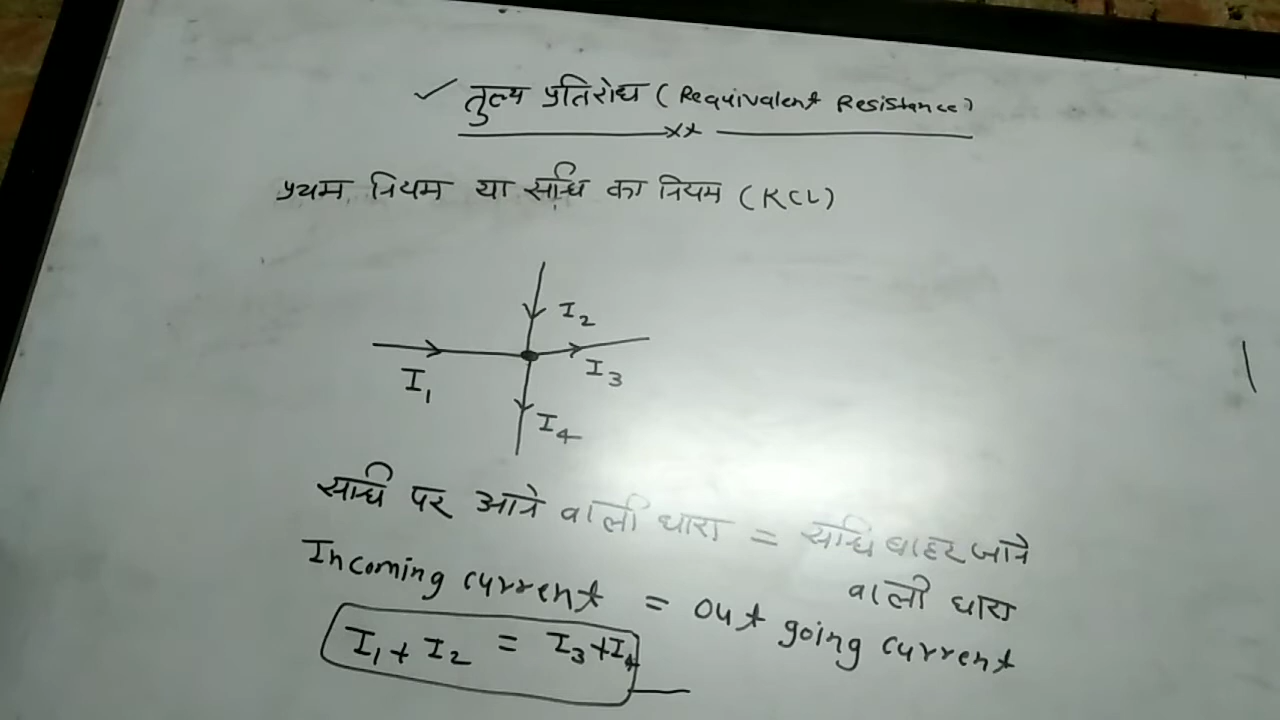 ✓ तुल्य प्रतिरोध (Requivalent Resistance)
प्रथम नियम या सन्धि का नियम (KCL)
I₂
I₁
I₃
I₄
सन्धि पर आने वाली धारा = सन्धि बाहर जाने
वाली धारा
Incoming current = out going current
I₁ + I₂ = I₃ + I₄